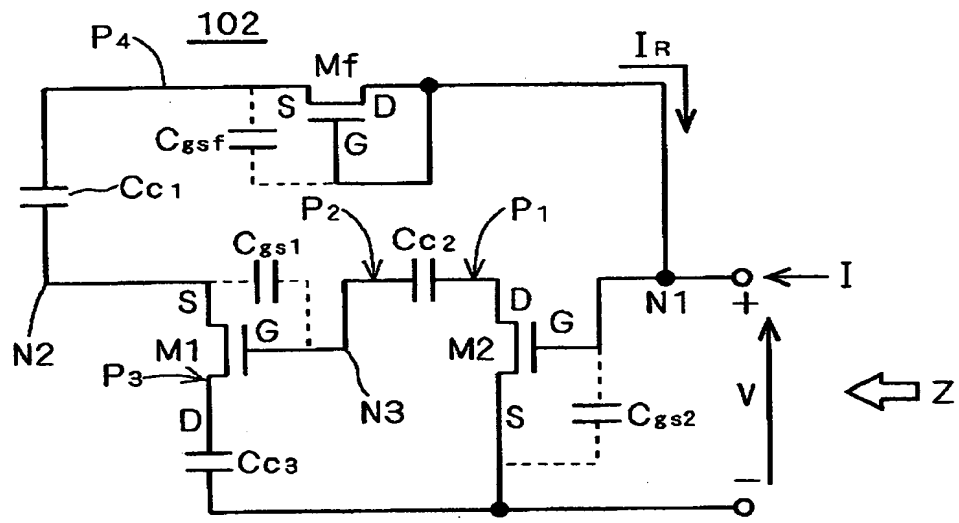 102
P4
Mf
IR
S
D
Cgsf
G
Cc1
P2
P1
Cgs1
Cc2
I
S
D
N1
+
G
G
N2
M1
M2
P3
N3
V
Z
D
S
Cgs2
Cc3
−